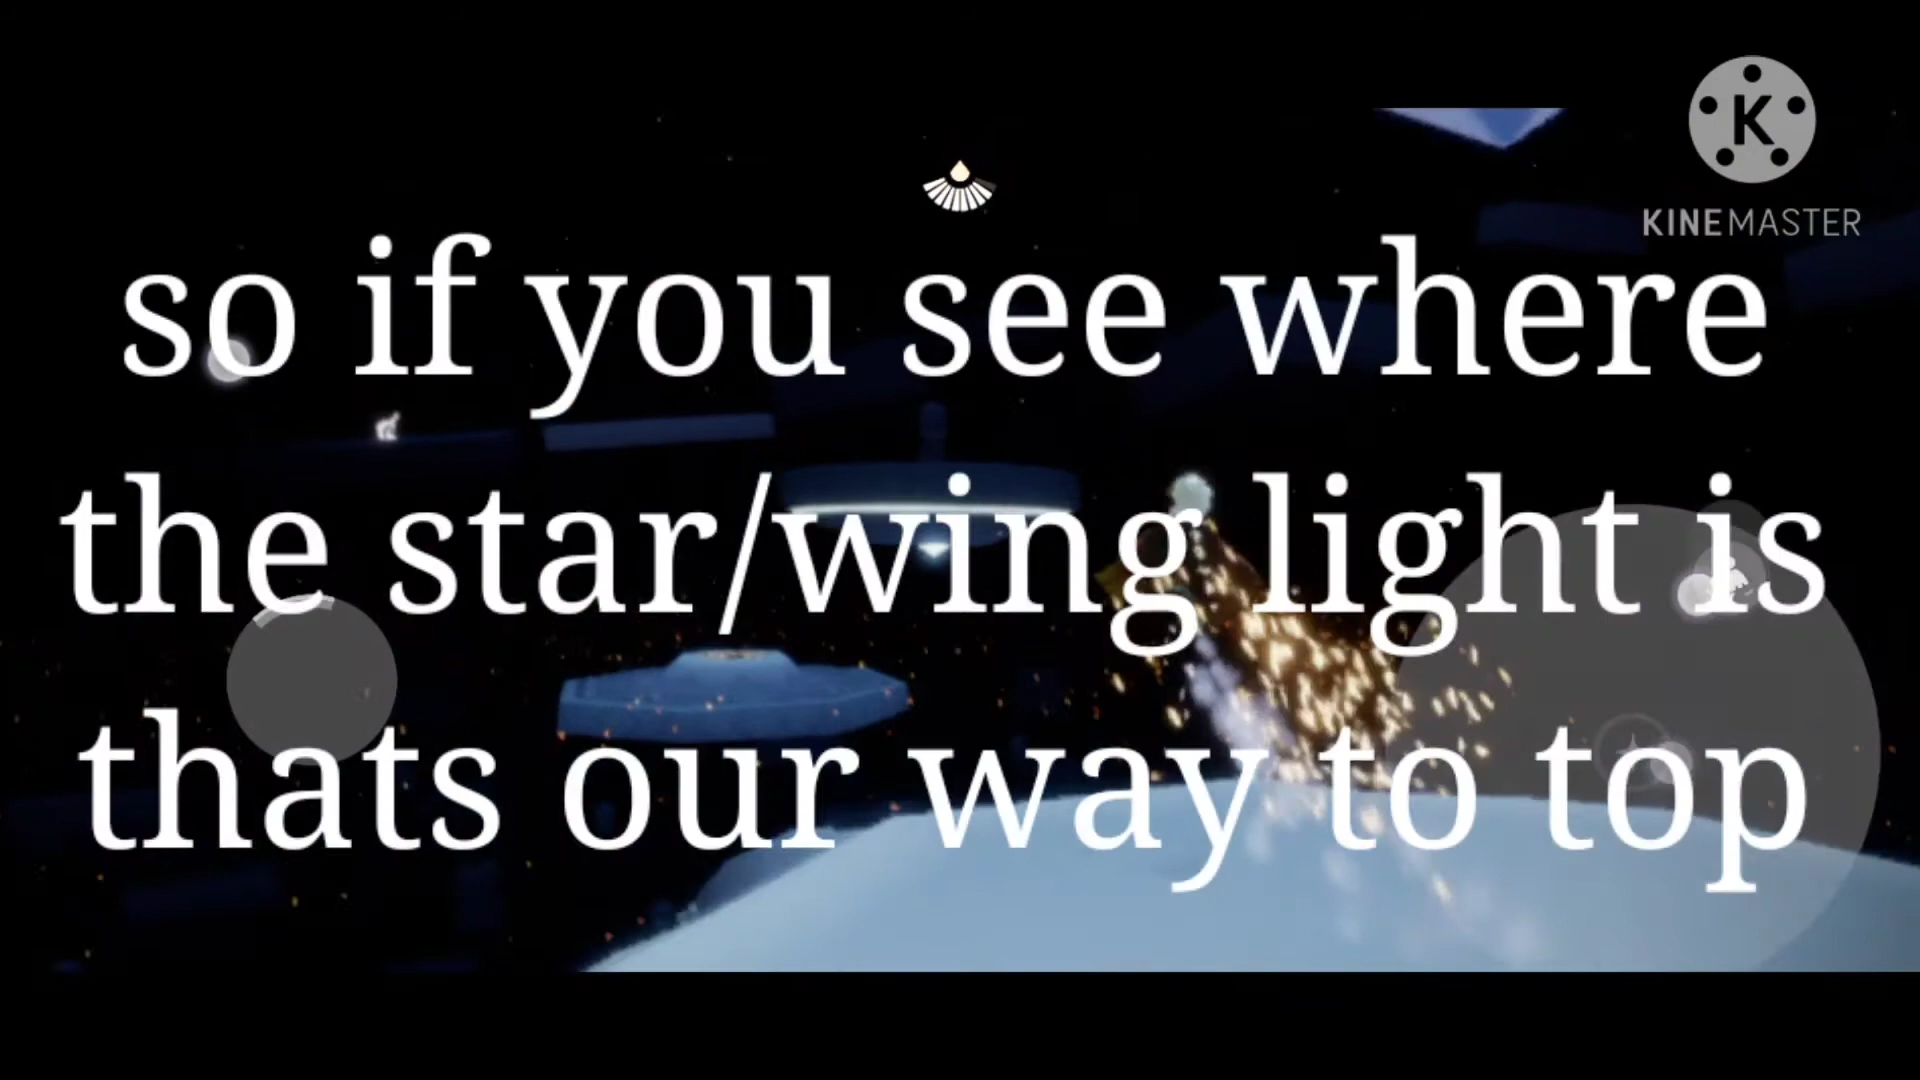 K
KINEMASTER
so if you see where
the star/wing light is
thats our way to top